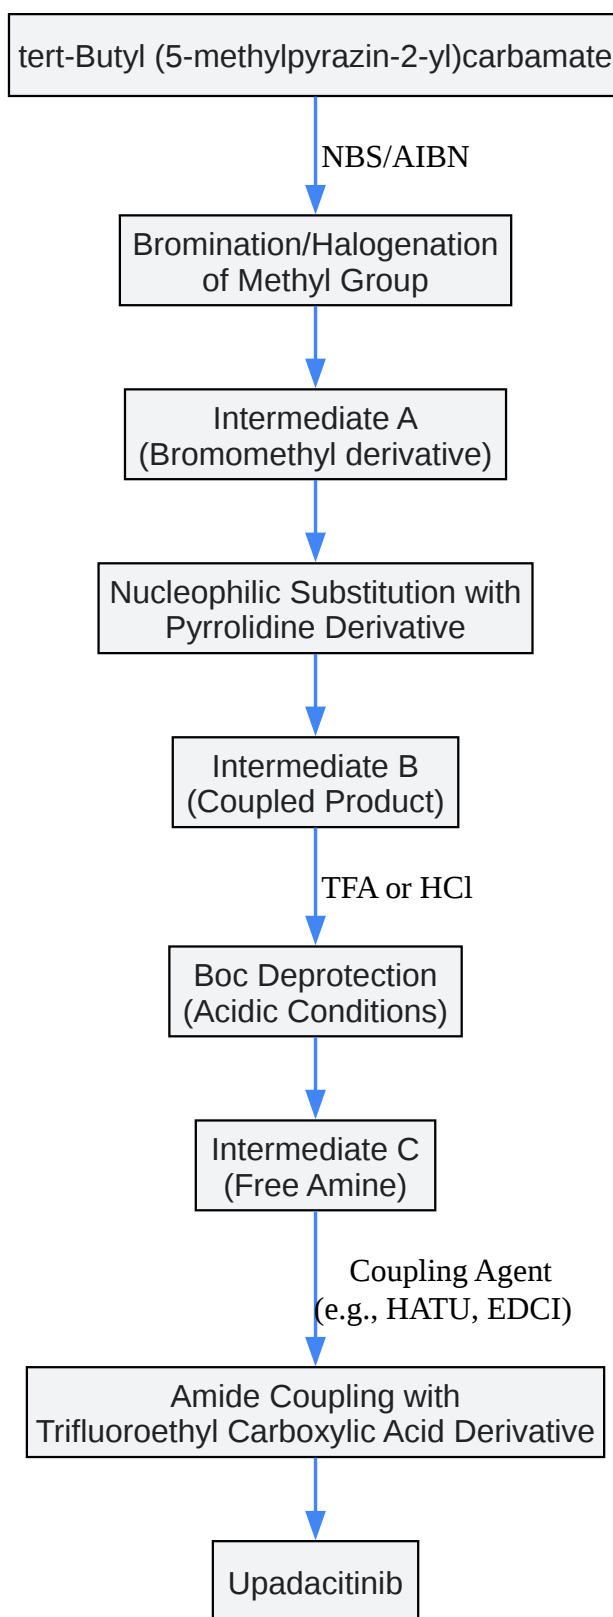 tert-Butyl (5-methylpyrazin-2-yl)carbamate
NBS/AIBN
Bromination/Halogenation
of Methyl Group
Intermediate A
(Bromomethyl derivative)
Nucleophilic Substitution with
Pyrrolidine Derivative
Intermediate B
(Coupled Product)
TFA or HCl
Boc Deprotection
(Acidic Conditions)
Intermediate C
(Free Amine)
Coupling Agent
(e.g., HATU, EDCI)
Amide Coupling with
Trifluoroethyl Carboxylic Acid Derivative
Upadacitinib